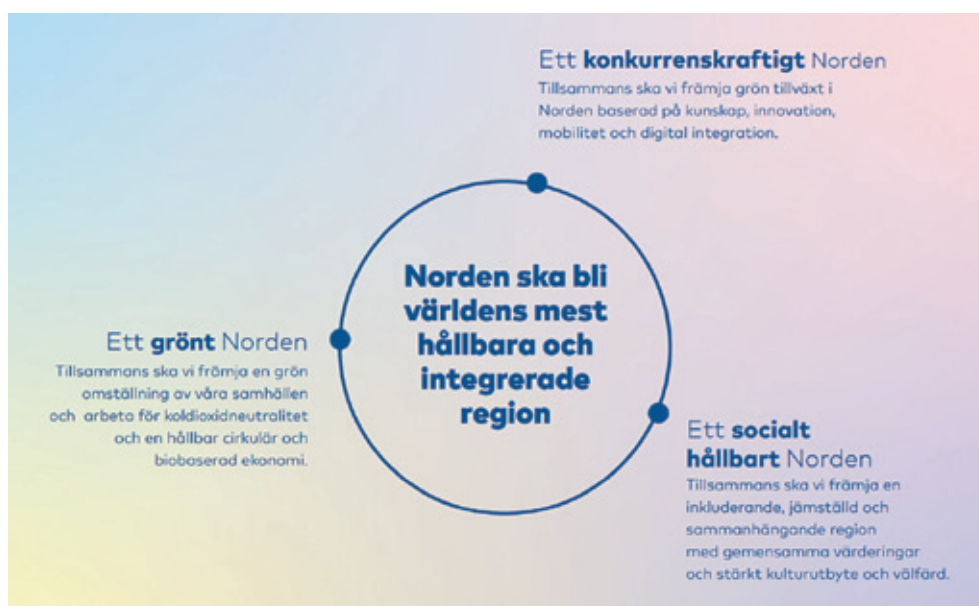 Ett konkurrenskraftigt Norden
Tillsammans ska vi främja grön tillväxt i
Norden baserad på kunskap, innovation,
mobilitet och digital integration.
Norden ska bli
världens mest
hållbara och
integrerade
region
Ett grönt Norden
Tillsammans ska vi främja en grön
omställning av våra samhällen
och arbeta för koldioxidneutralitet
och en hållbar cirkulär och
biobaserad ekonomi.
Ett socialt
hållbart Norden
Tillsammans ska vi främja en
inkluderande, jämställd och
sammanhängande region
med gemensamma värderingar
och stärkt kulturutbyte och välfärd.